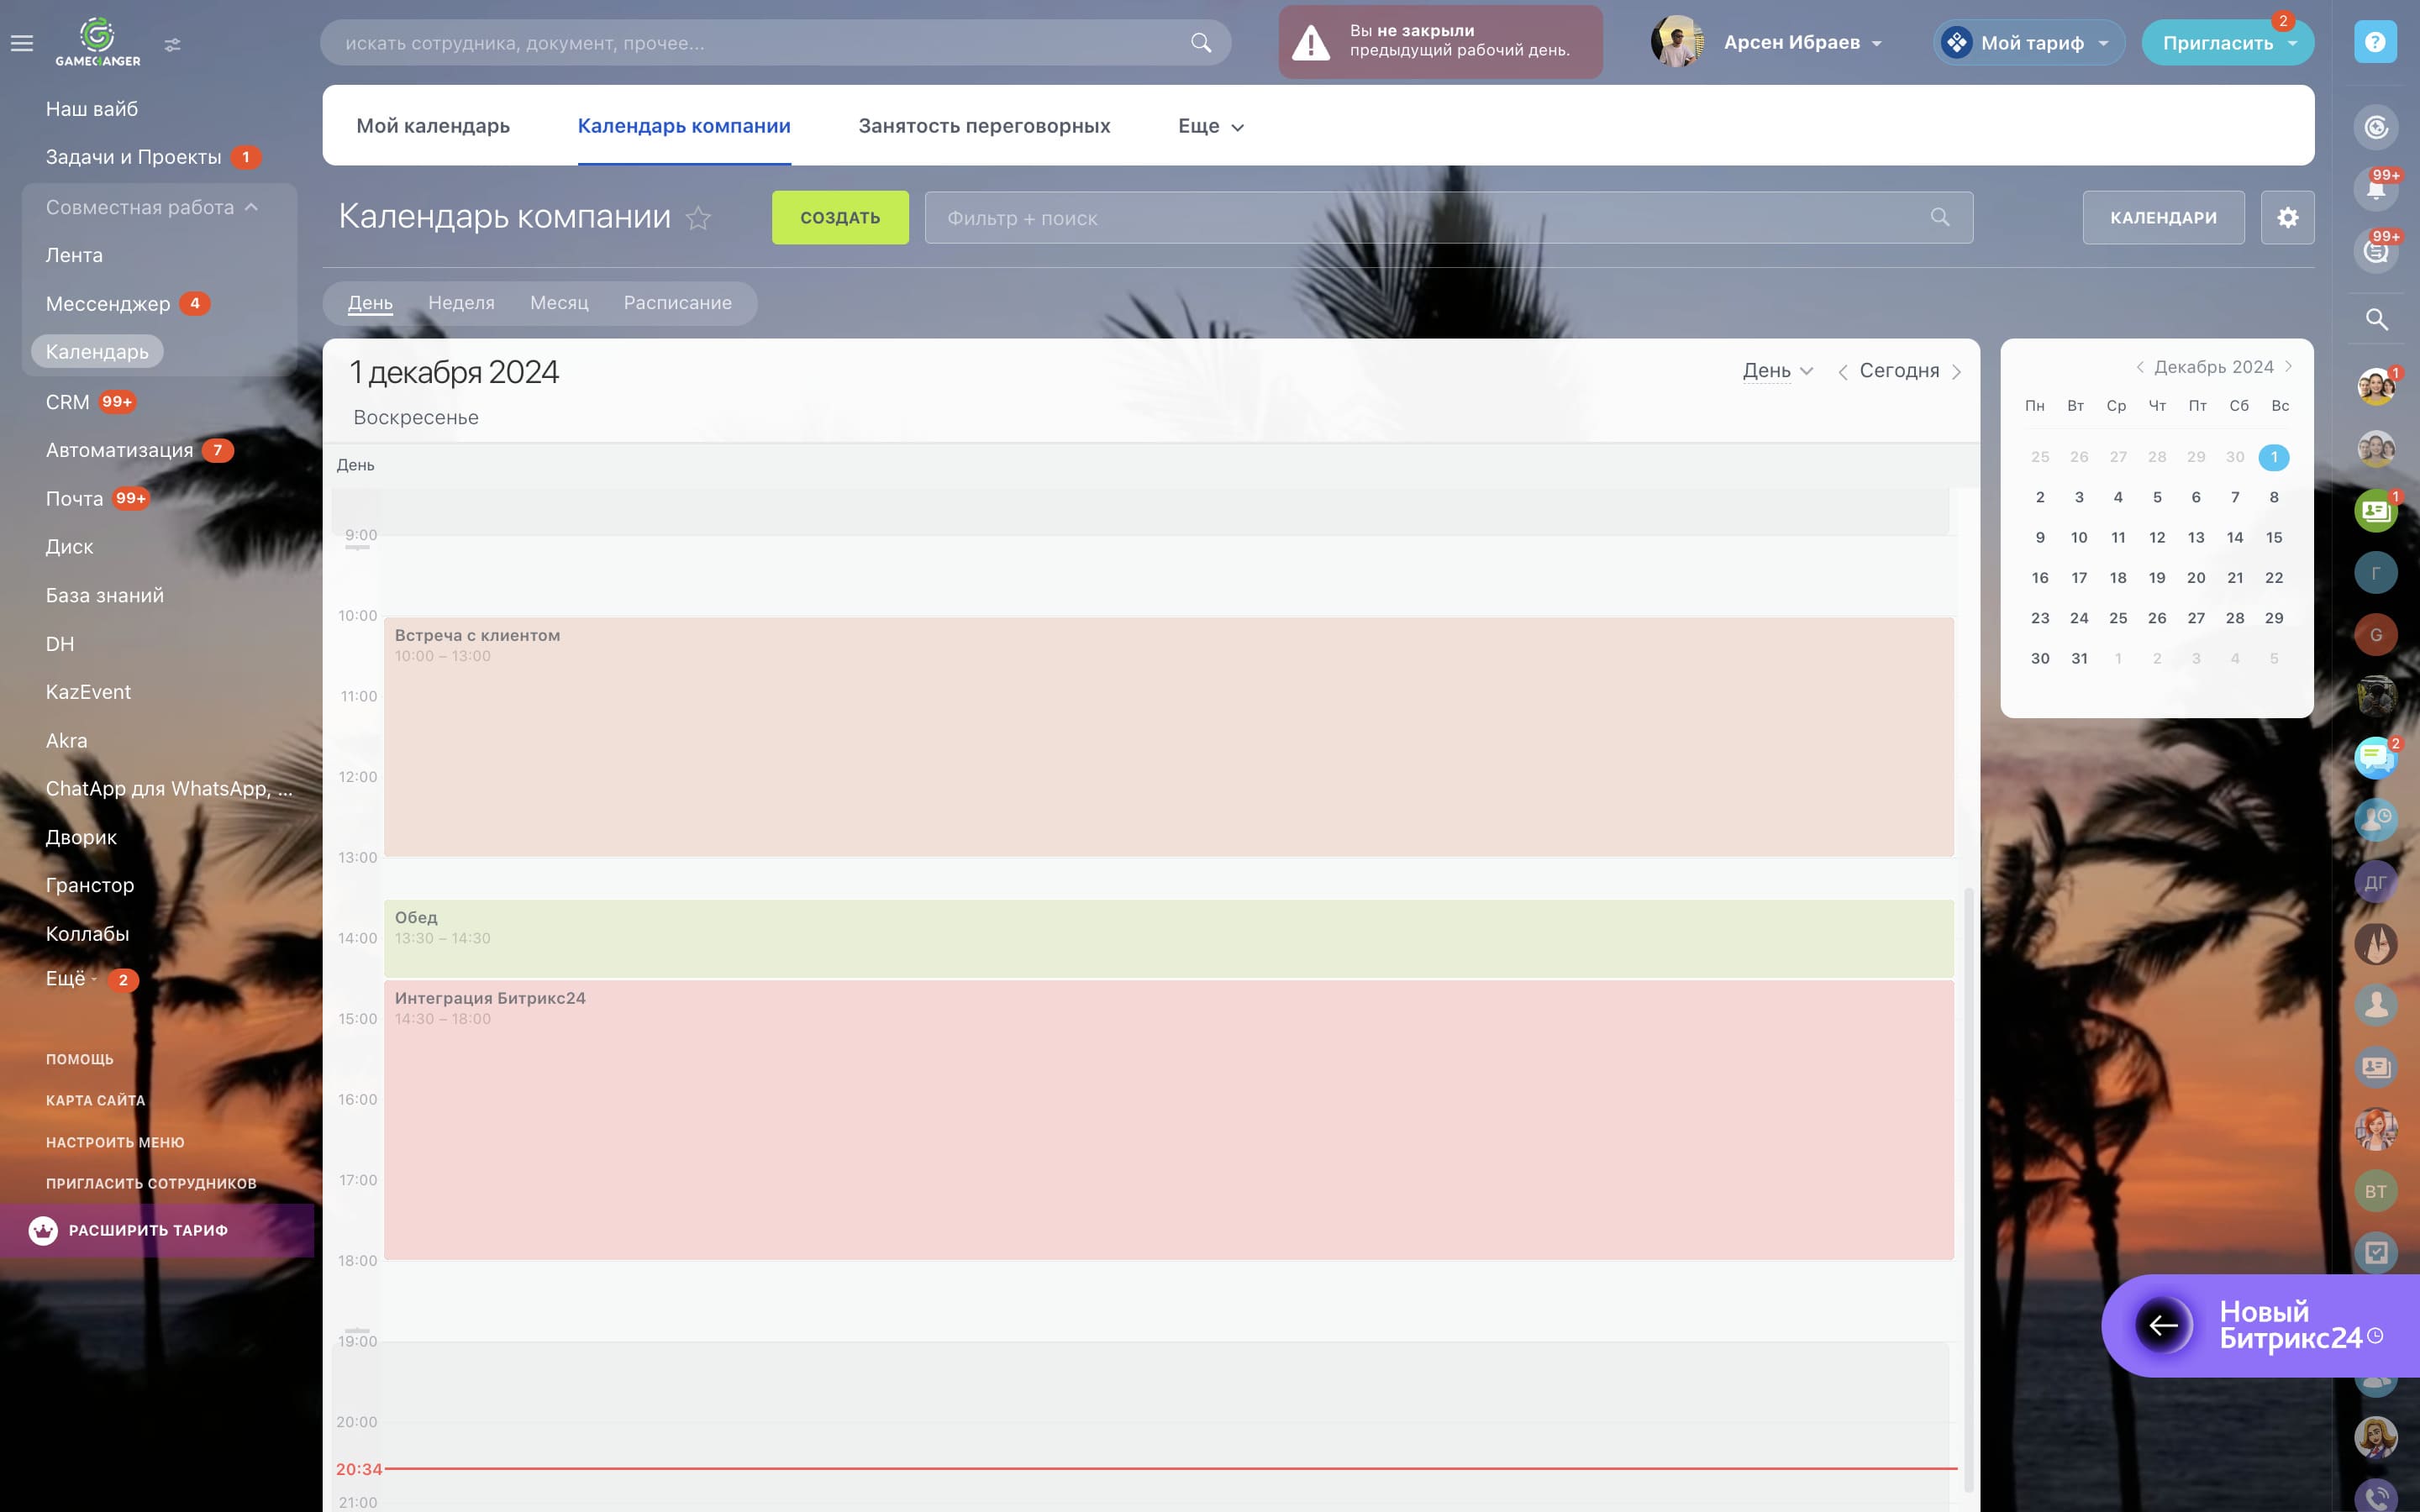 GAMECHANGER
искать сотрудника, документ, прочее...
Вы не закрыли
предыдущий рабочий день.
Арсен Ибраев
Мой тариф
Пригласить
2
?
Наш вайб
Задачи и Проекты 1
Совместная работа
Лента
Мессенджер 4
Календарь
CRM 99+
Автоматизация 7
Почта 99+
Диск
База знаний
DH
KazEvent
Akra
ChatApp для WhatsApp, ...
Дворик
Гранстор
Коллабы
Ещё 2
ПОМОЩЬ
КАРТА САЙТА
НАСТРОИТЬ МЕНЮ
ПРИГЛАСИТЬ СОТРУДНИКОВ
РАСШИРИТЬ ТАРИФ
Мой календарь
Календарь компании
Занятость переговорных
Еще
Календарь компании
СОЗДАТЬ
Фильтр + поиск
КАЛЕНДАРИ
День
Неделя
Месяц
Расписание
1 декабря 2024
Воскресенье
День
Сегодня
День
9:00
10:00
Встреча с клиентом
10:00 – 13:00
11:00
12:00
13:00
Обед
13:30 – 14:30
14:00
Интеграция Битрикс24
14:30 – 18:00
15:00
16:00
17:00
18:00
19:00
20:00
20:34
21:00
Декабрь 2024
Пн Вт Ср Чт Пт Сб Вс
25 26 27 28 29 30 1
2 3 4 5 6 7 8
9 10 11 12 13 14 15
16 17 18 19 20 21 22
23 24 25 26 27 28 29
30 31 1 2 3 4 5
99+
99+
1
1
Г
G
2
ДГ
ВТ
Новый
Битрикс24